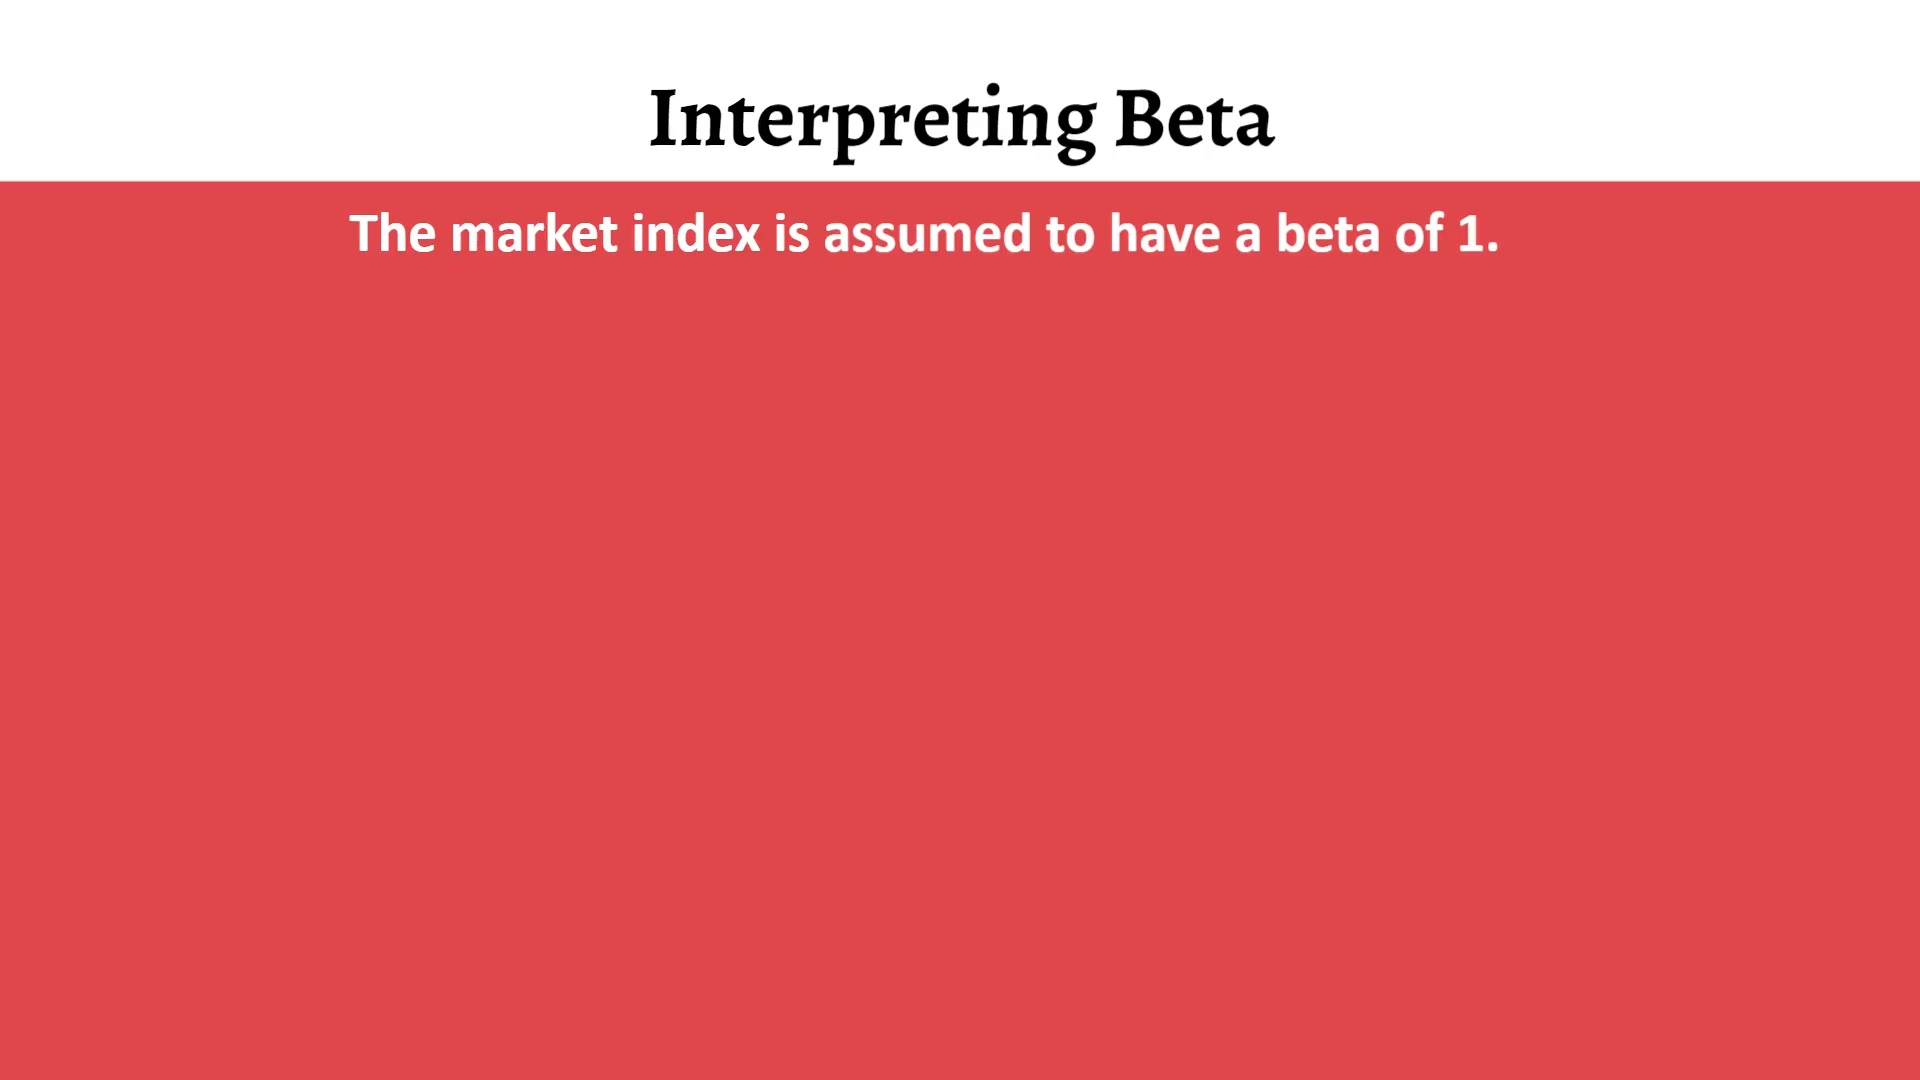 Interpreting Beta
The market index is assumed to have a beta of 1.